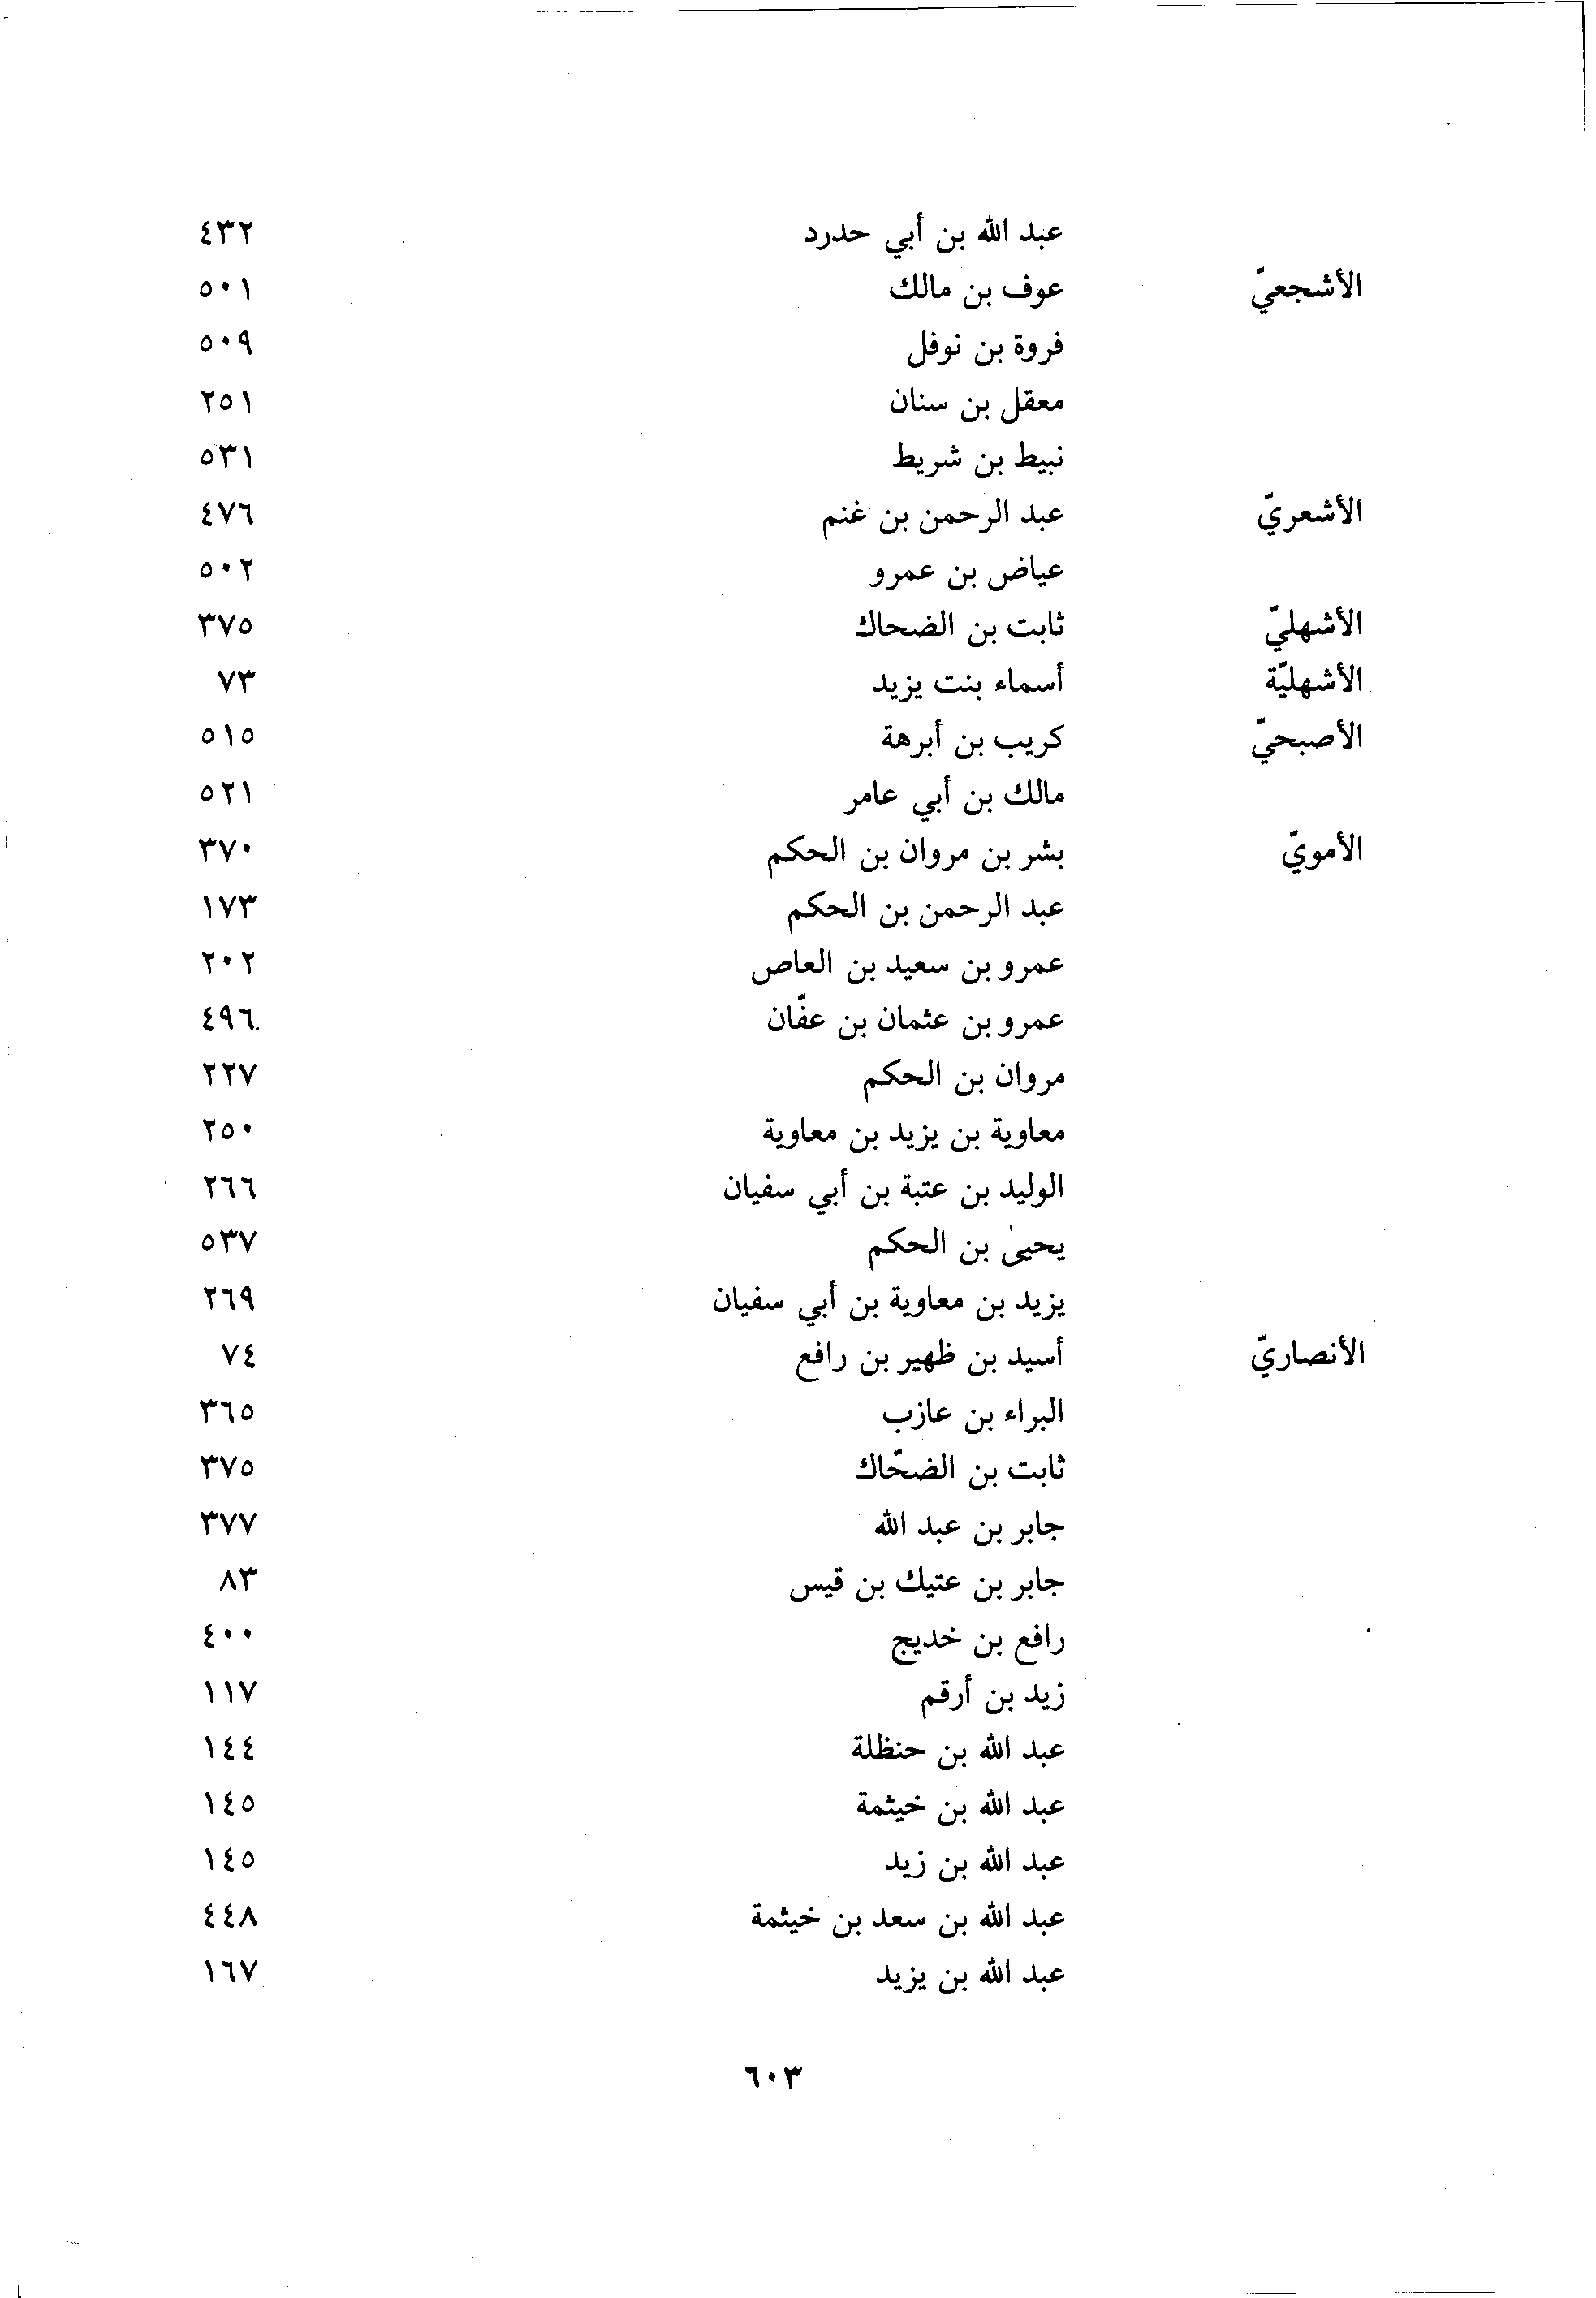 عبد الله بن أبي حدرد ٤٣٢
الأشجعيّ عوف بن مالك ٥٠١
فروة بن نوفل ٥٠٩
معقل بن سنان ٢٥١
نبيط بن شريط ٥٣١
الأشعريّ عبد الرحمن بن غنم ٤٧٦
عياض بن عمرو ٥٠٢
الأشهليّ ثابت بن الضحاك ٣٧٥
الأشهليّة أسماء بنت يزيد ٧٣
الأصبحيّ كريب بن أبرهة ٥١٥
مالك بن أبي عامر ٥٢١
الأمويّ بشر بن مروان بن الحكم ٣٧٠
عبد الرحمن بن الحكم ١٧٣
عمرو بن سعيد بن العاص ٢٠٢
عمرو بن عثمان بن عفّان ٤٩٦
مروان بن الحكم ٢٢٧
معاوية بن يزيد بن معاوية ٢٥٠
الوليد بن عتبة بن أبي سفيان ٢٦٦
يحيىٰ بن الحكم ٥٣٧
يزيد بن معاوية بن أبي سفيان ٢٦٩
الأنصاريّ أسيد بن ظهير بن رافع ٧٤
البراء بن عازب ٣٦٥
ثابت بن الضحّاك ٣٧٥
جابر بن عبد الله ٣٧٧
جابر بن عتيك بن قيس ٨٣
رافع بن خديج ٤٠٠
زيد بن أرقم ١١٧
عبد الله بن حنظلة ١٤٤
عبد الله بن خيثمة ١٤٥
عبد الله بن زيد ١٤٥
عبد الله بن سعد بن خيثمة ٤٤٨
عبد الله بن يزيد ١٦٧
٦٠٣